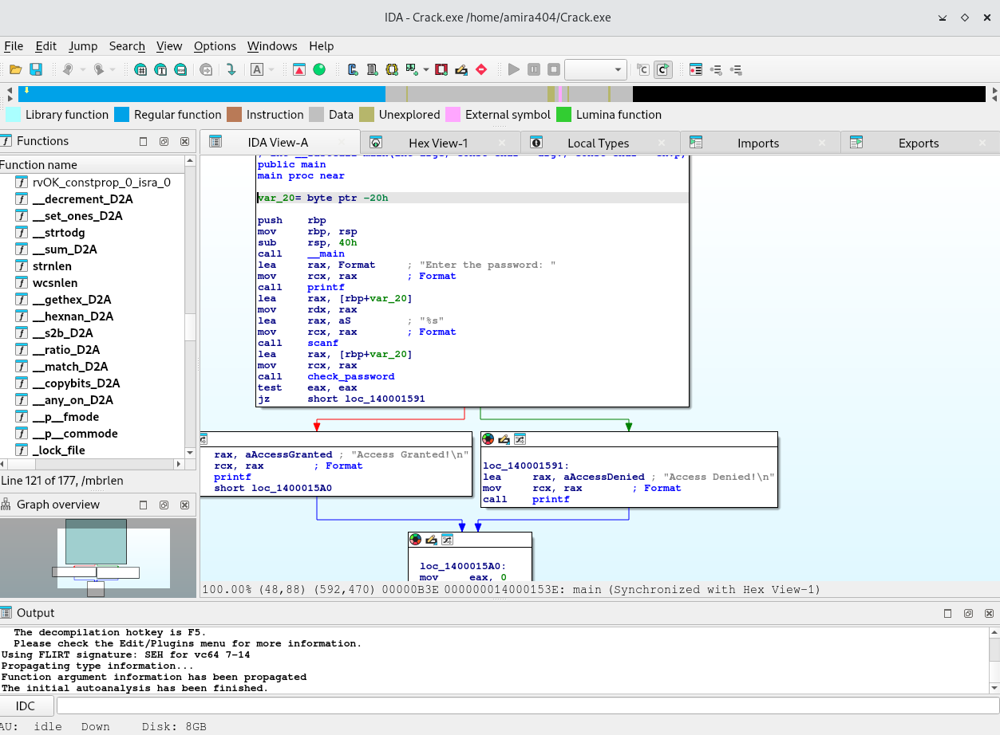 IDA - Crack.exe /home/amira404/Crack.exe
File Edit Jump Search View Options Windows Help
Library function Regular function Instruction Data Unexplored External symbol Lumina function
Functions
Function name
rvOK_constprop_0_isra_0
__decrement_D2A
__set_ones_D2A
__strtodg
__sum_D2A
strnlen
wcsnlen
__gethex_D2A
__hexnan_D2A
__s2b_D2A
__ratio_D2A
__match_D2A
__copybits_D2A
__any_on_D2A
__p__fmode
__p__commode
_lock_file
Line 121 of 177, /mbrlen
Graph overview
IDA View-A Hex View-1 Local Types Imports Exports
public main
main proc near
var_20= byte ptr -20h
push rbp
mov rbp, rsp
sub rsp, 40h
call __main
lea rax, Format ; "Enter the password: "
mov rcx, rax ; Format
call printf
lea rax, [rbp+var_20]
mov rdx, rax
lea rax, aS ; "%s"
mov rcx, rax ; Format
call scanf
lea rax, [rbp+var_20]
mov rcx, rax
call check_password
test eax, eax
jz short loc_140001591
rax, aAccessGranted ; "Access Granted!\n"
rcx, rax ; Format
printf
short loc_1400015A0
loc_140001591:
lea rax, aAccessDenied ; "Access Denied!\n"
mov rcx, rax ; Format
call printf
loc_1400015A0:
mov eax, 0
100.00% (48,88) (592,470) 00000B3E 000000014000153E: main (Synchronized with Hex View-1)
Output
The decompilation hotkey is F5.
Please check the Edit/Plugins menu for more information.
Using FLIRT signature: SEH for vc64 7-14
Propagating type information...
Function argument information has been propagated
The initial autoanalysis has been finished.
IDC
AU: idle Down Disk: 8GB